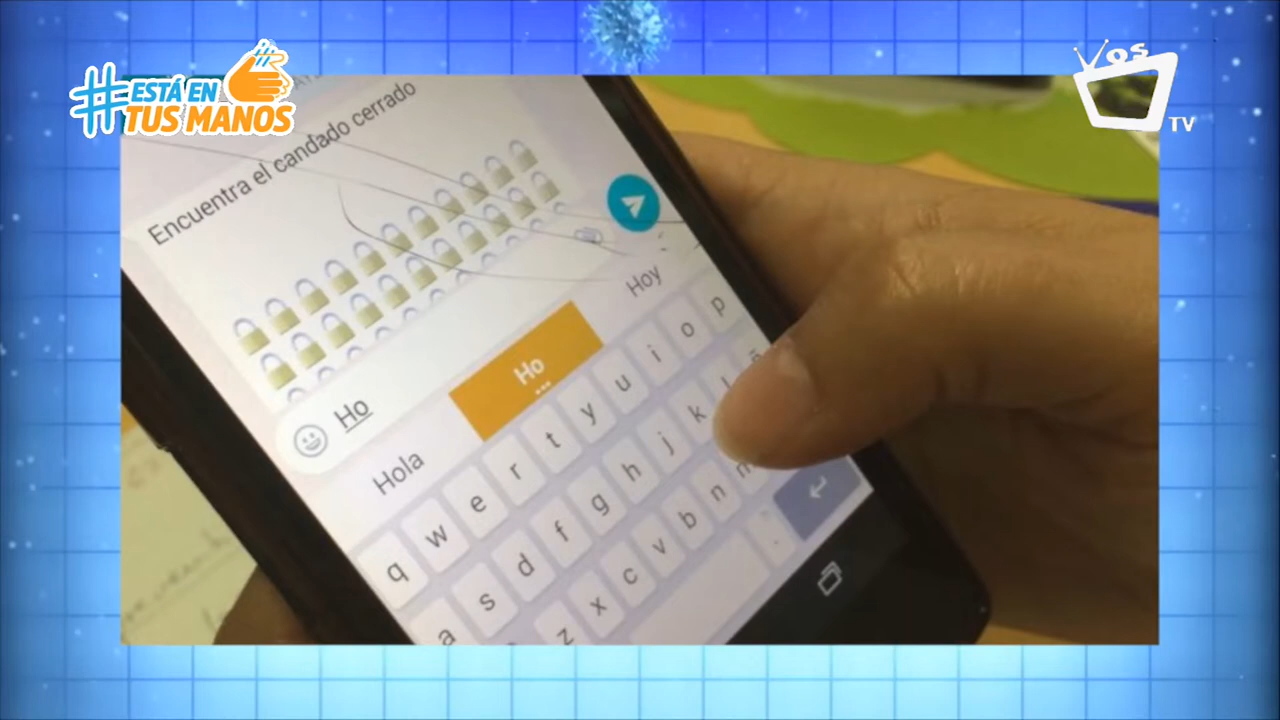 #ESTÁ EN
TUS MANOS
VOS
TV
Encuentra el candado cerrado
Ho
Hola
Ho
...
Hoy
q w e r t y u i o p
a s d f g h j k l ñ
z x c v b n m
.